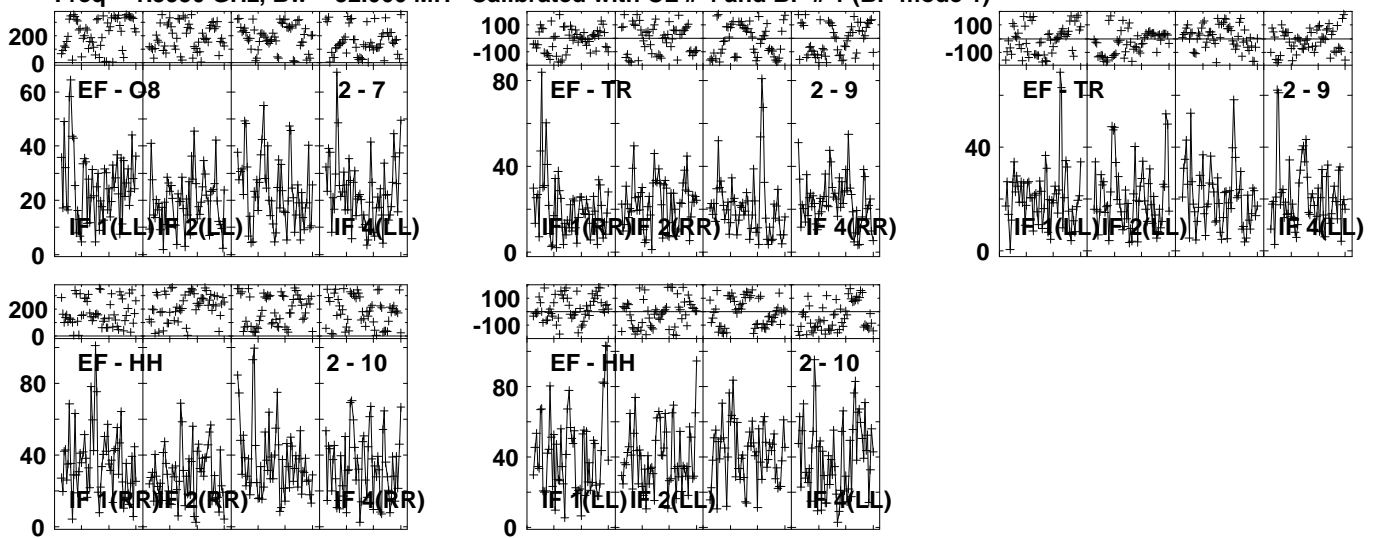 200
0
100
-100
100
-100
60
40
20
0
EF - O8
2 - 7
IF 1(LL)
IF 2(LL)
IF 4(LL)
80
40
0
EF - TR
2 - 9
IF 1(RR)
IF 2(RR)
IF 4(RR)
40
0
EF - TR
2 - 9
IF 1(LL)
IF 2(LL)
IF 4(LL)
200
0
100
-100
80
40
0
EF - HH
2 - 10
IF 1(RR)
IF 2(RR)
IF 4(RR)
80
40
0
EF - HH
2 - 10
IF 1(LL)
IF 2(LL)
IF 4(LL)